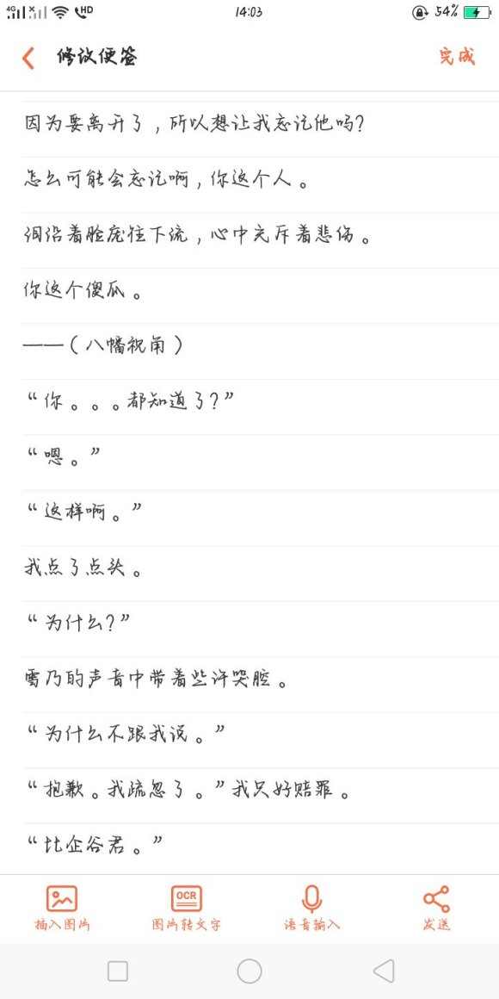 4G HD 14:03 54%
修改便签 完成
因为要离开了，所以想让我忘记他吗?
怎么可能会忘记啊，你这个人。
泪沿着脸庞往下流，心中充斥着悲伤。
你这个傻瓜。
——（八幡视角）
“你。。。都知道了?”
“嗯。”
“这样啊。”
我点了点头。
“为什么?”
雪乃的声音中带着些许哭腔。
“为什么不跟我说。”
“抱歉。我疏忽了。”我只好赔罪。
“比企谷君。”
OCR
插入图片 图片转文字 语音输入 发送